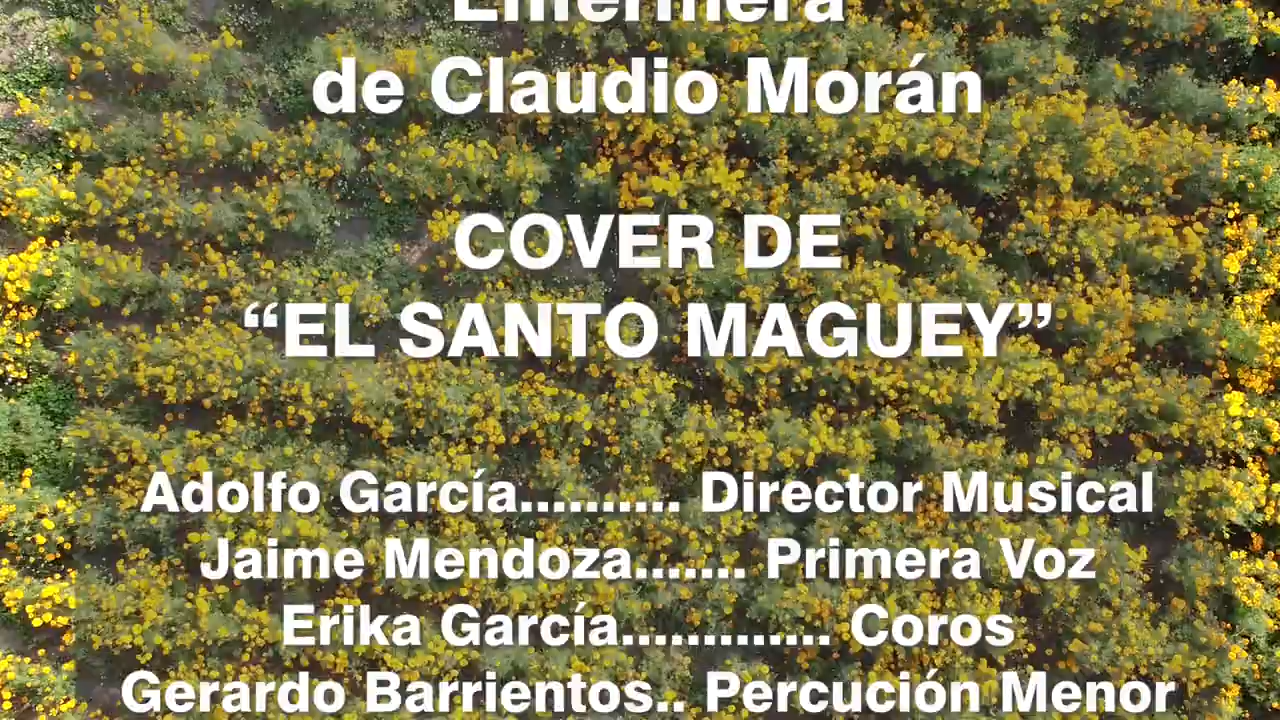 Enfermera
de Claudio Morán
COVER DE
“EL SANTO MAGUEY”
Adolfo García.......... Director Musical
Jaime Mendoza....... Primera Voz
Erika García............. Coros
Gerardo Barrientos.. Percución Menor